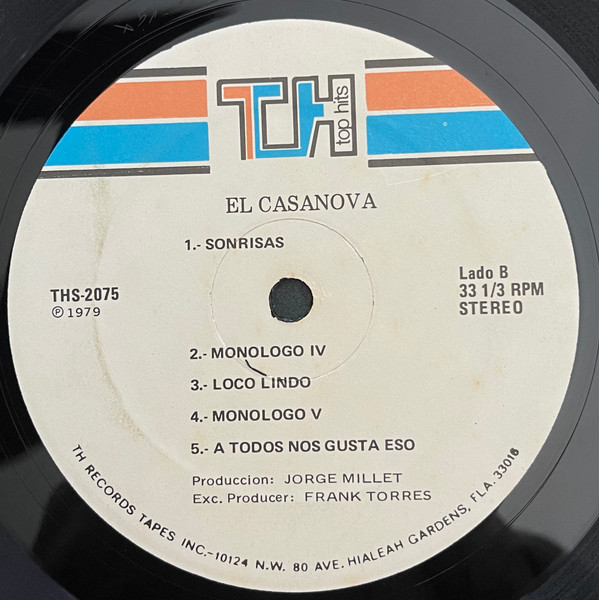 TH
top hits
EL CASANOVA
1.- SONRISAS
THS-2075
℗ 1979
Lado B
33 1/3 RPM
STEREO
2.- MONOLOGO IV
3.- LOCO LINDO
4.- MONOLOGO V
5.- A TODOS NOS GUSTA ESO
Produccion: JORGE MILLET
Exc. Producer: FRANK TORRES
TH RECORDS TAPES INC.-10124 N.W. 80 AVE. HIALEAH GARDENS, FLA. 33016